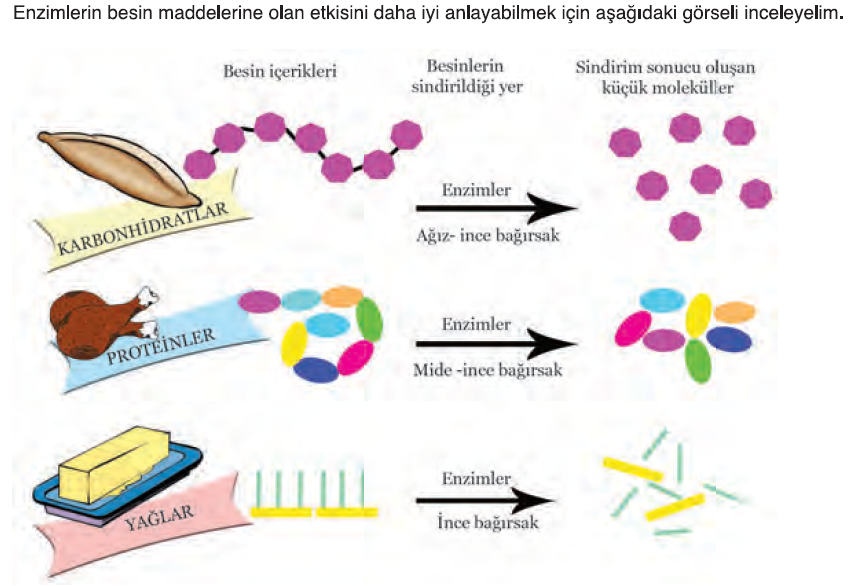 Enzimlerin besin maddelerine olan etkisini daha iyi anlayabilmek için aşağıdaki görseli inceleyelim.
Besin içerikleri
Besinlerin
sindirildiği yer
Sindirim sonucu oluşan
küçük moleküller
KARBONHİDRATLAR
Enzimler
Ağız- ince bağırsak
PROTEİNLER
Enzimler
Mide -ince bağırsak
YAĞLAR
Enzimler
İnce bağırsak